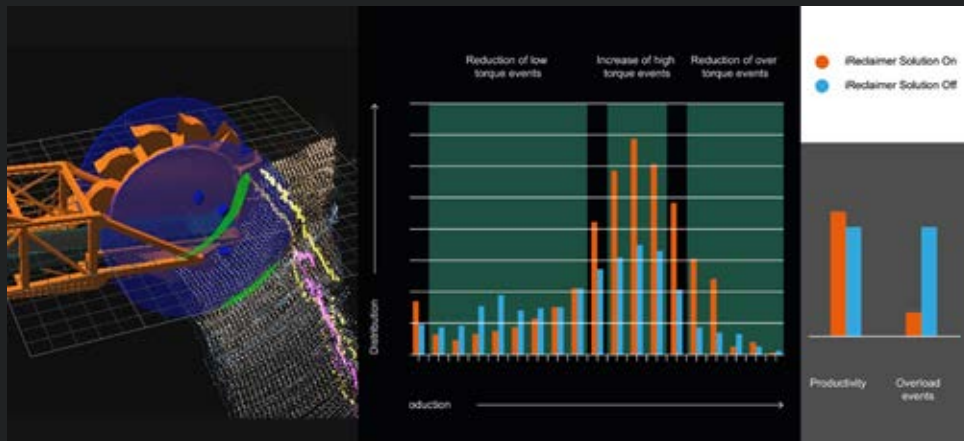 Reduction of low
torque events
Increase of high
torque events
Reduction of over
torque events
iReclaimer Solution On
iReclaimer Solution Off
Distribution
oduction
Productivity
Overload
events